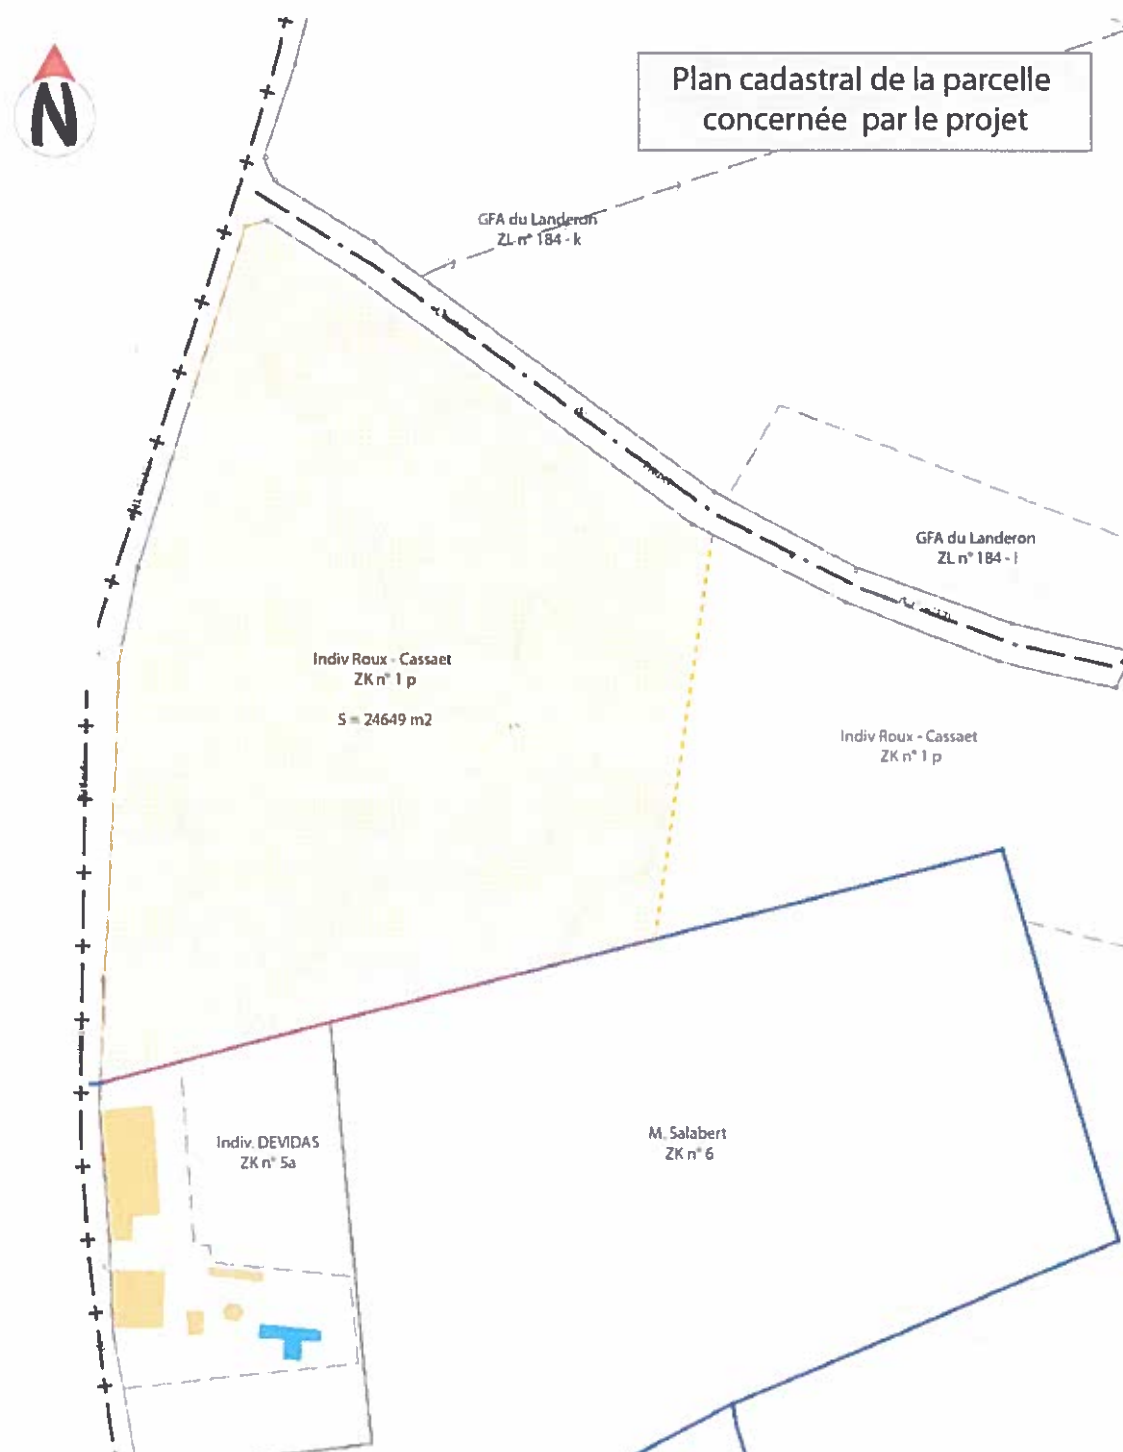 N
Plan cadastral de la parcelle
concernée par le projet
GFA du Landeron
ZL n° 184 - k
GFA du Landeron
ZL n° 184 - l
Indiv Roux - Cassaet
ZK n° 1 p
S = 24649 m2
Indiv Roux - Cassaet
ZK n° 1 p
Indiv. DEVIDAS
ZK n° 5a
M. Salabert
ZK n° 6